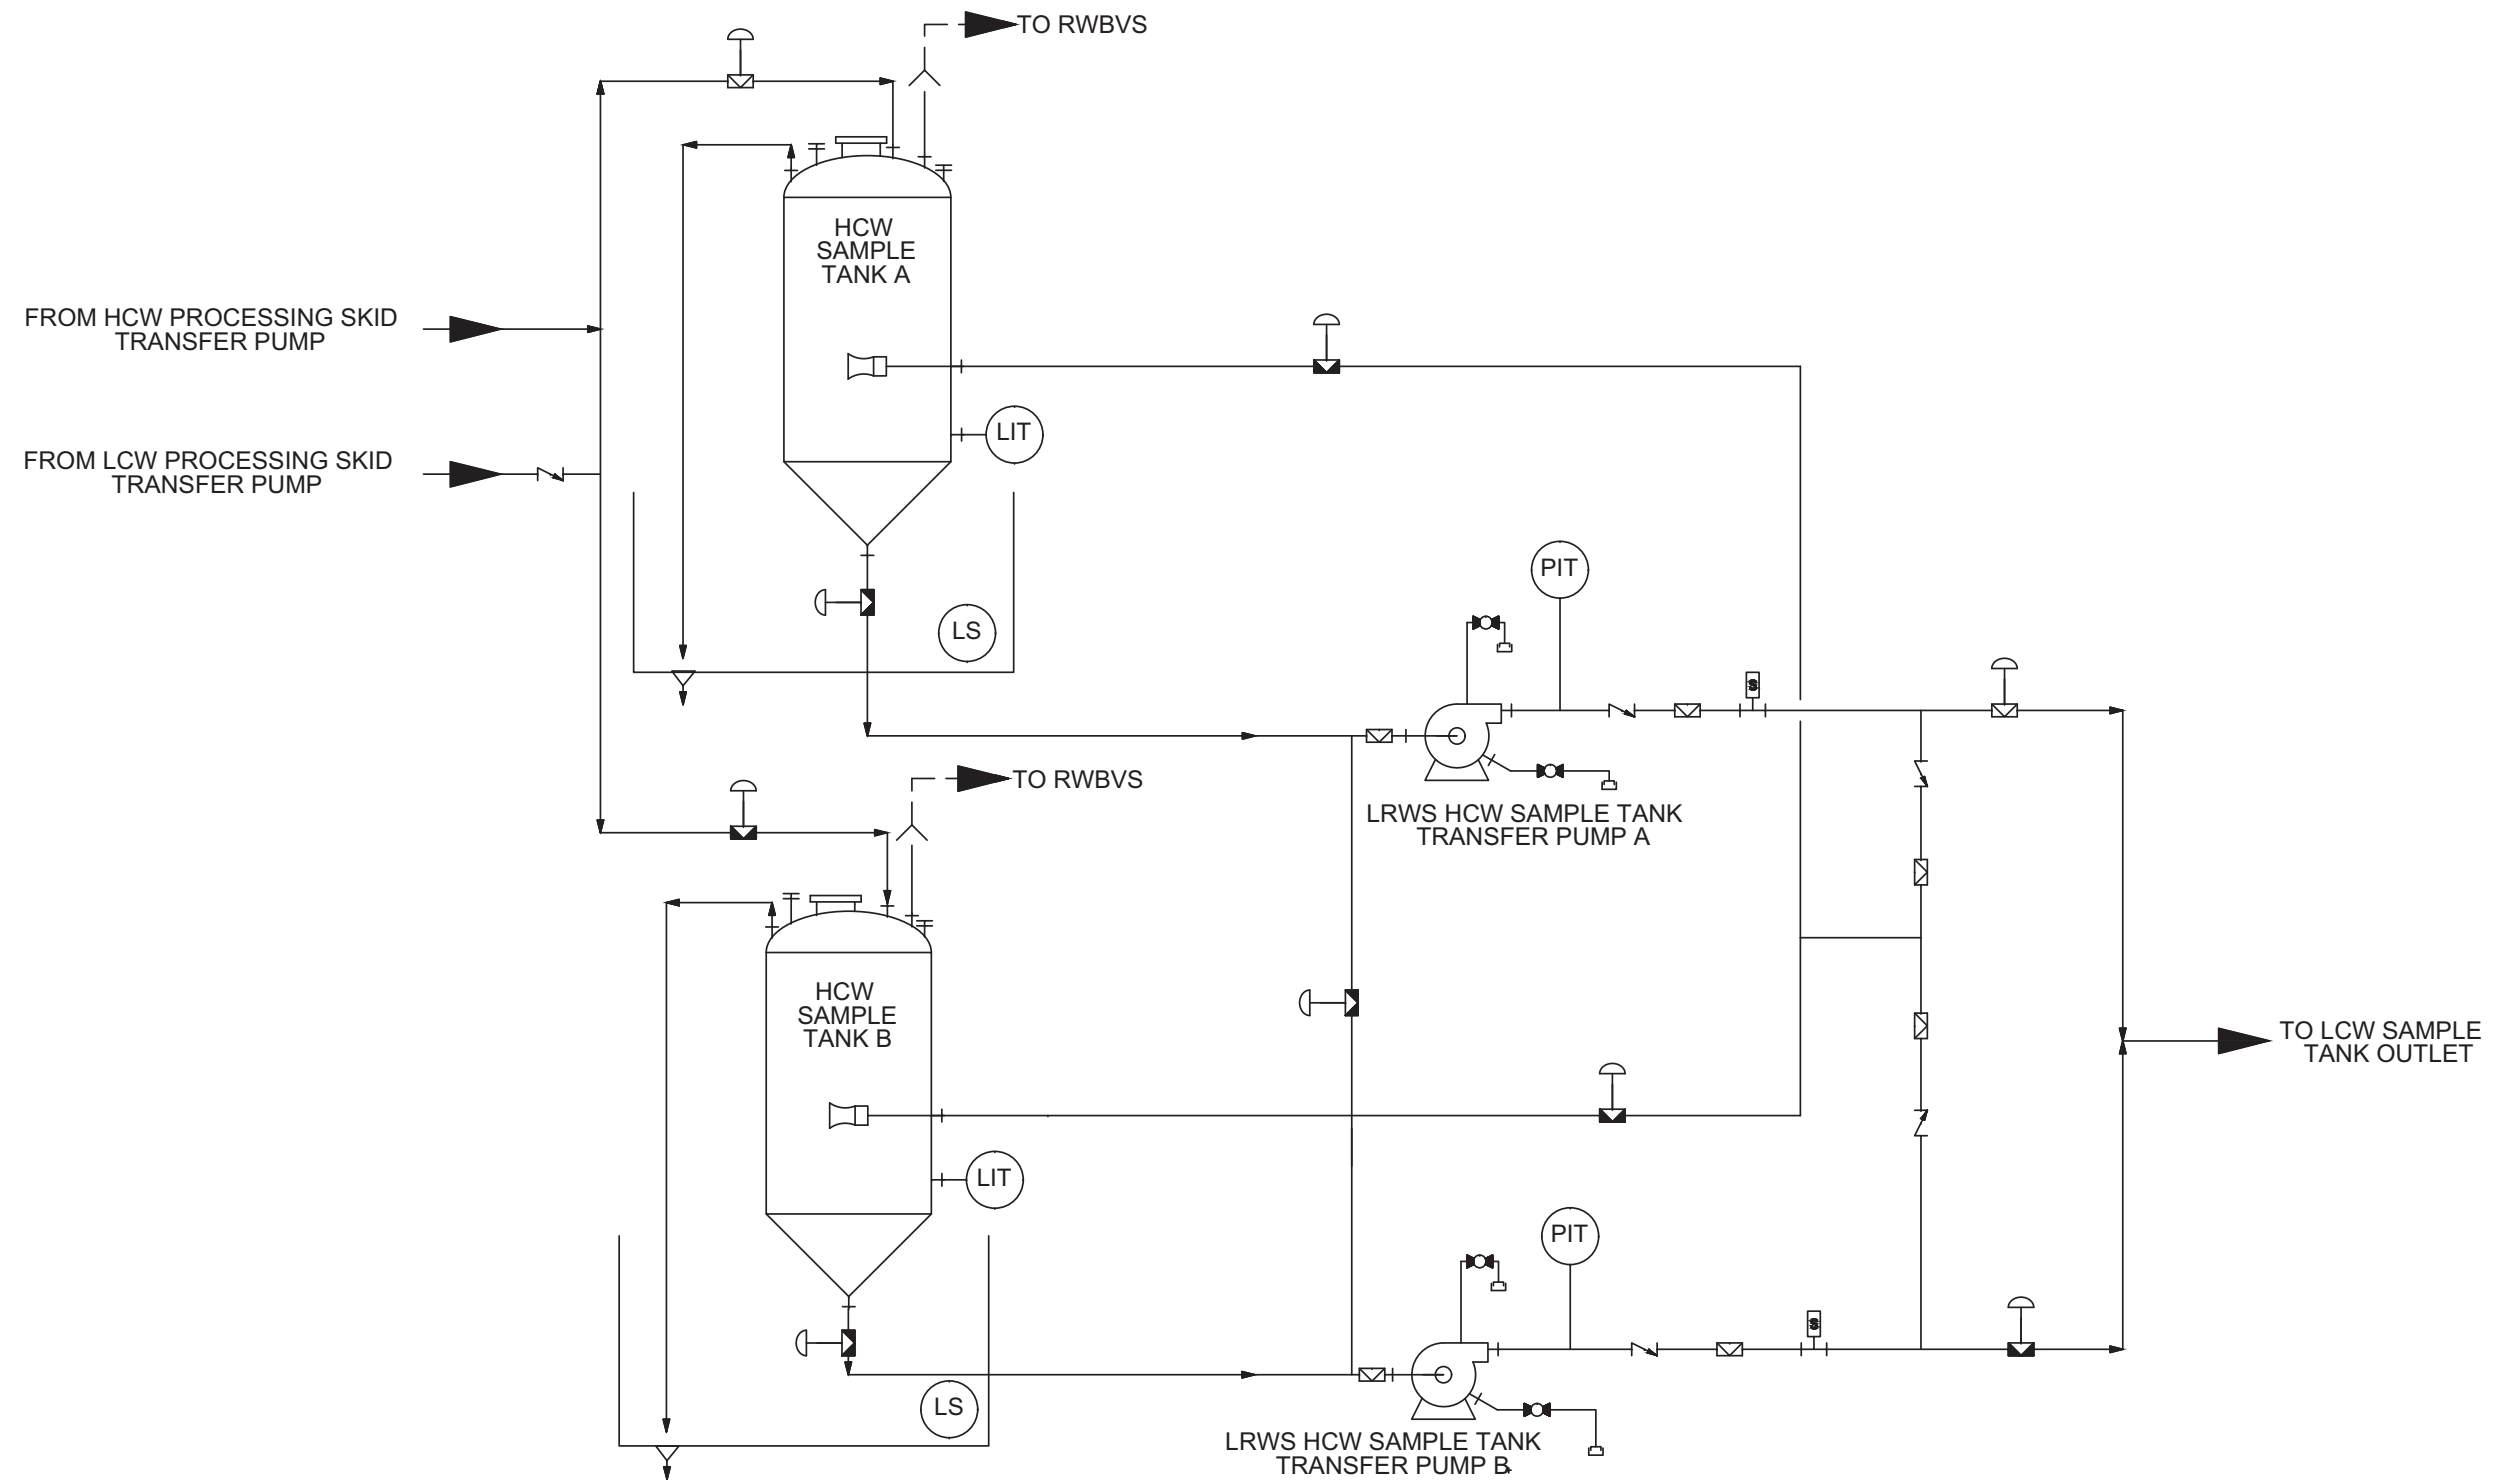 TO RWBVS
HCW
SAMPLE
TANK A
FROM HCW PROCESSING SKID
TRANSFER PUMP
LIT
FROM LCW PROCESSING SKID
TRANSFER PUMP
PIT
LS
S
TO RWBVS
LRWS HCW SAMPLE TANK
TRANSFER PUMP A
HCW
SAMPLE
TANK B
TO LCW SAMPLE
TANK OUTLET
LIT
PIT
S
LS
LRWS HCW SAMPLE TANK
TRANSFER PUMP B